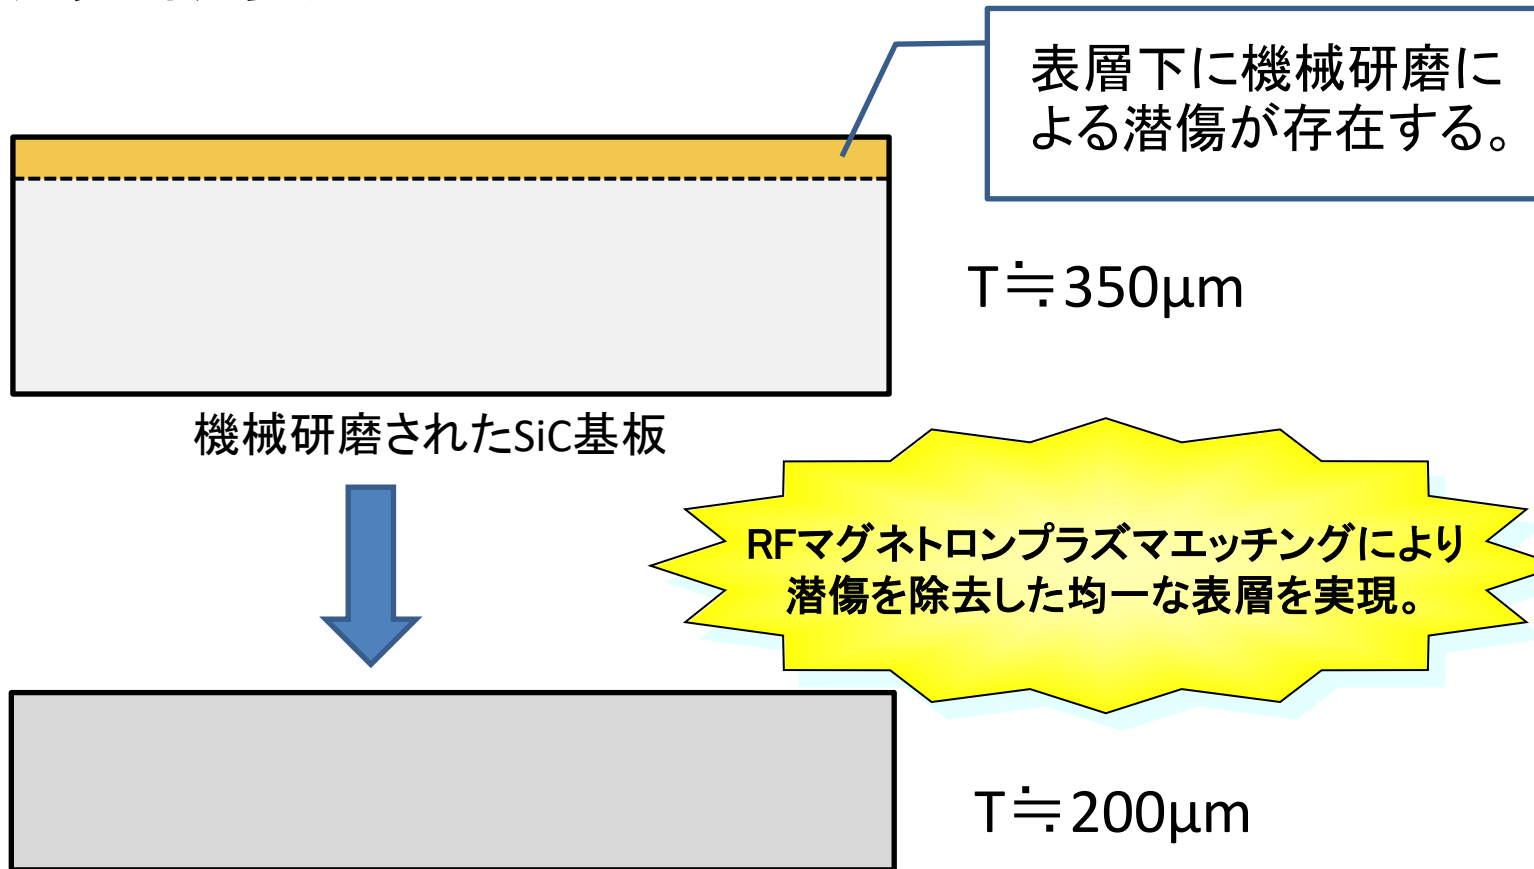 表層下に機械研磨に
よる潜傷が存在する。
T≒350μm
機械研磨されたSiC基板
RFマグネトロンプラズマエッチングにより
潜傷を除去した均一な表層を実現。
T≒200μm